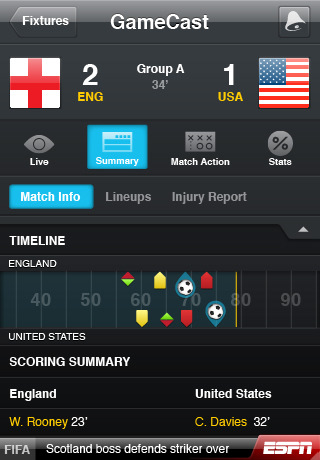 Fixtures
GameCast
2
ENG
Group A
34'
1
USA
Live
Summary
Match Action
Stats
Match Info
Lineups
Injury Report
TIMELINE
ENGLAND
40 50 60 70 80 90
UNITED STATES
SCORING SUMMARY
England United States
W. Rooney 23' C. Davies 32'
FIFA Scotland boss defends striker over ESPN